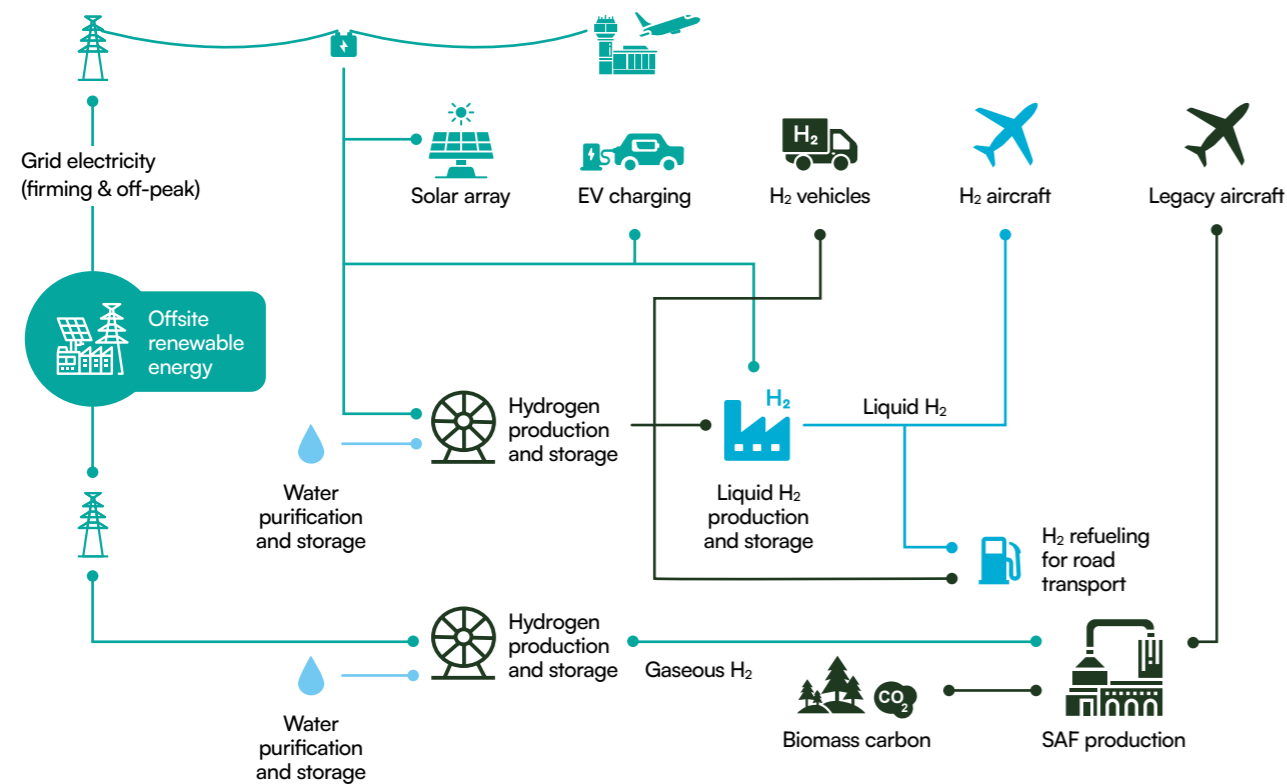 Grid electricity
(firming & off-peak)
Solar array
EV charging
H₂
H₂ vehicles
H₂ aircraft
Legacy aircraft
Offsite
renewable
energy
Hydrogen
production
and storage
H₂
Liquid H₂
Water
purification
and storage
Liquid H₂
production
and storage
H₂ refueling
for road
transport
Hydrogen
production
and storage
Gaseous H₂
Water
purification
and storage
CO₂
Biomass carbon
SAF production